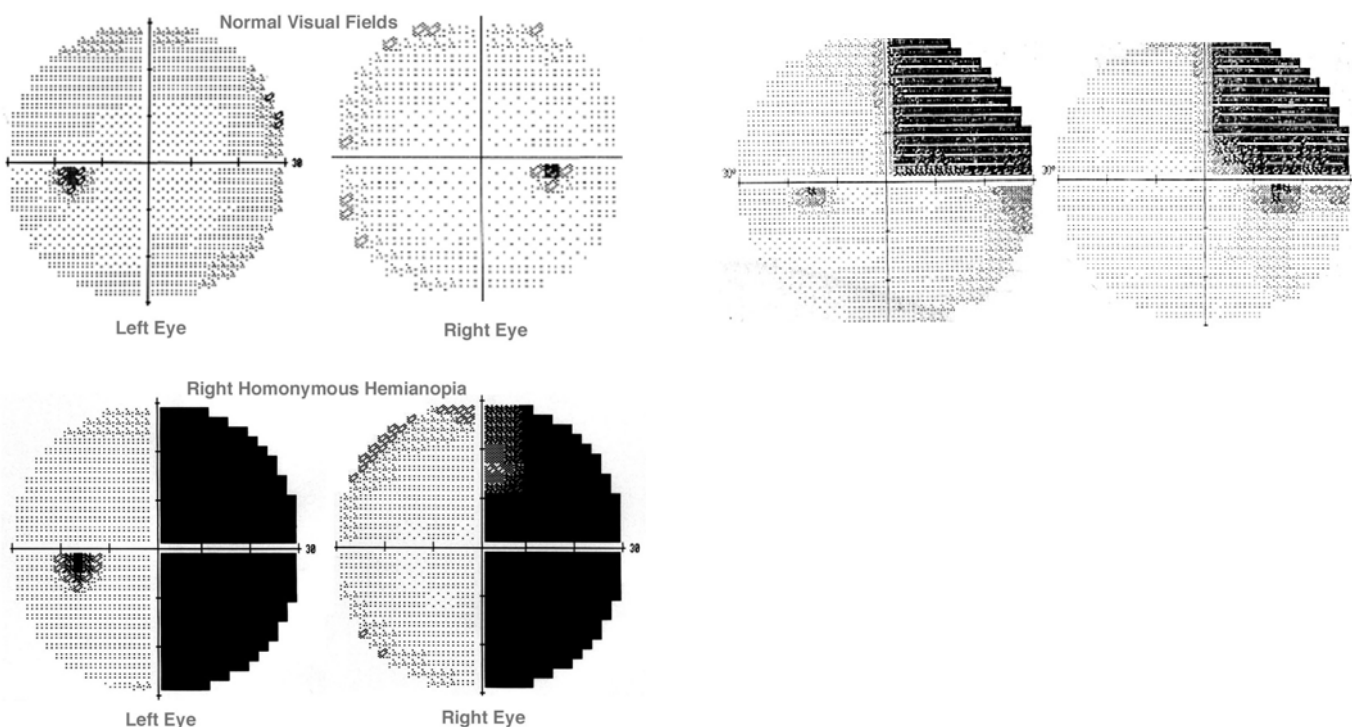 Normal Visual Fields
30
Left Eye
Right Eye
30°
30°
Right Homonymous Hemianopia
30
30
Left Eye
Right Eye